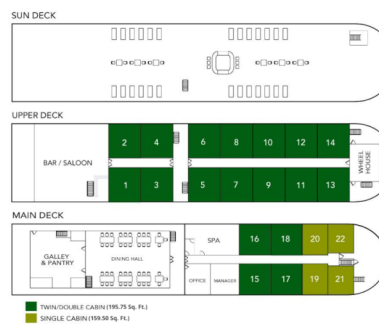 SUN DECK
UPPER DECK
2 4 6 8 10 12 14
BAR / SALOON
WHEEL HOUSE
1 3 5 7 9 11 13
MAIN DECK
SPA 16 18 20 22
GALLEY & PANTRY
DINING HALL
OFFICE MANAGER 15 17 19 21
TWIN/DOUBLE CABIN (195.75 Sq. Ft.)
SINGLE CABIN (159.50 Sq. Ft.)